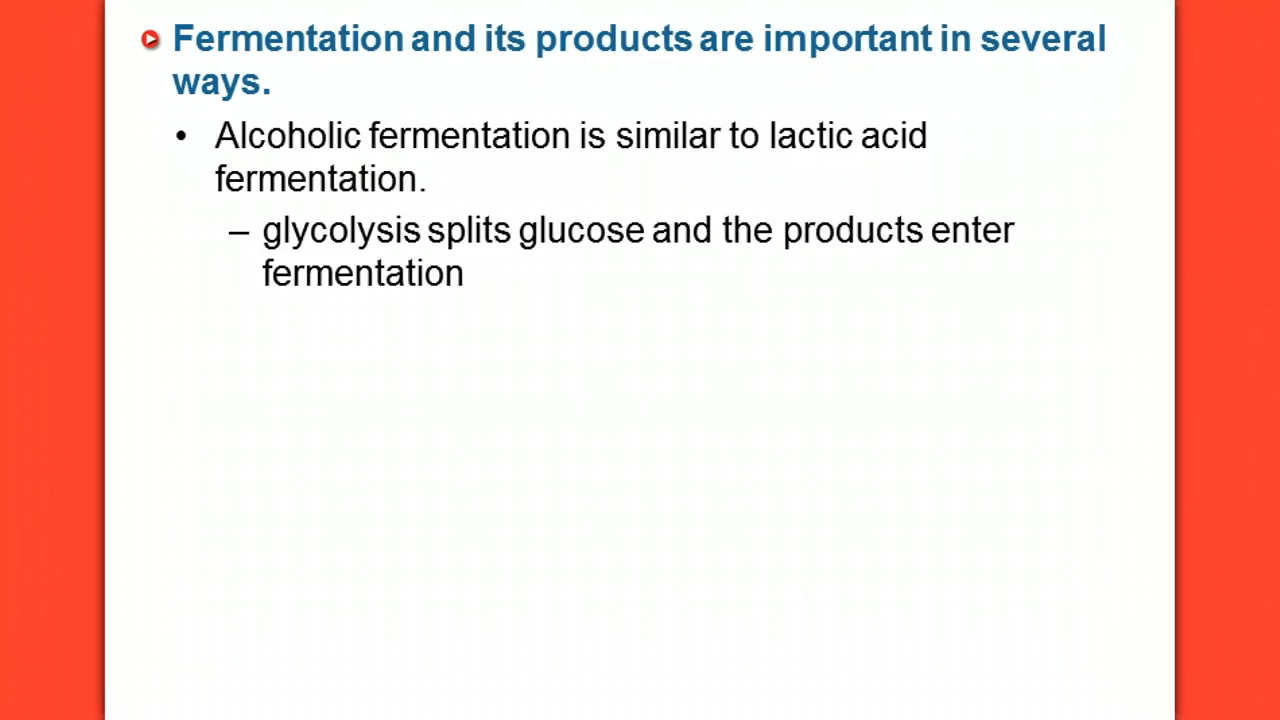 Fermentation and its products are important in several
ways.
• Alcoholic fermentation is similar to lactic acid
fermentation.
– glycolysis splits glucose and the products enter
fermentation